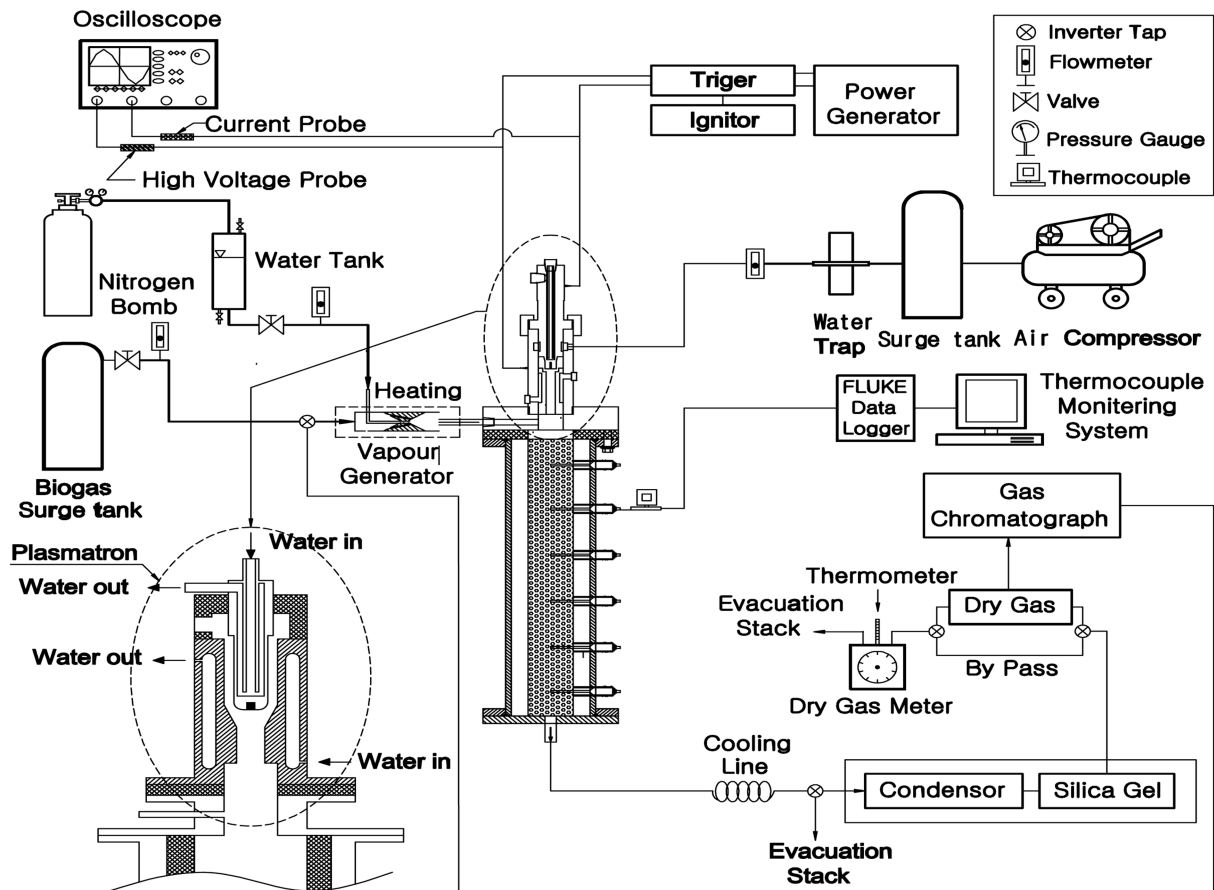 Oscilloscope
Current Probe
High Voltage Probe
Triger
Ignitor
Power
Generator
Inverter Tap
Flowmeter
Valve
Pressure Gauge
Thermocouple
Nitrogen
Bomb
Water Tank
Water
Trap
Surge tank
Air Compressor
Heating
Vapour
Generator
Biogas
Surge tank
FLUKE
Data
Logger
Thermocouple
Monitering
System
Gas
Chromatograph
Plasmatron
Water in
Water out
Water out
Water in
Thermometer
Evacuation
Stack
Dry Gas
By Pass
Dry Gas Meter
Cooling
Line
Condensor
Silica Gel
Evacuation
Stack